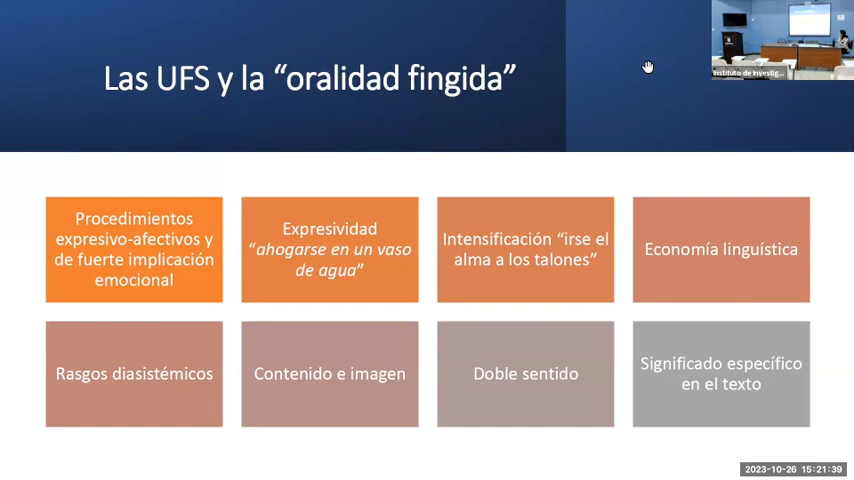 Las UFS y la “oralidad fingida”
Instituto de Investig...
Procedimientos
expresivo-afectivos y
de fuerte implicación
emocional
Expresividad
“ahogarse en un vaso
de agua”
Intensificación “irse el
alma a los talones”
Economía linguística
Rasgos diasistémicos
Contenido e imagen
Doble sentido
Significado específico
en el texto
2023-10-26 15:21:39